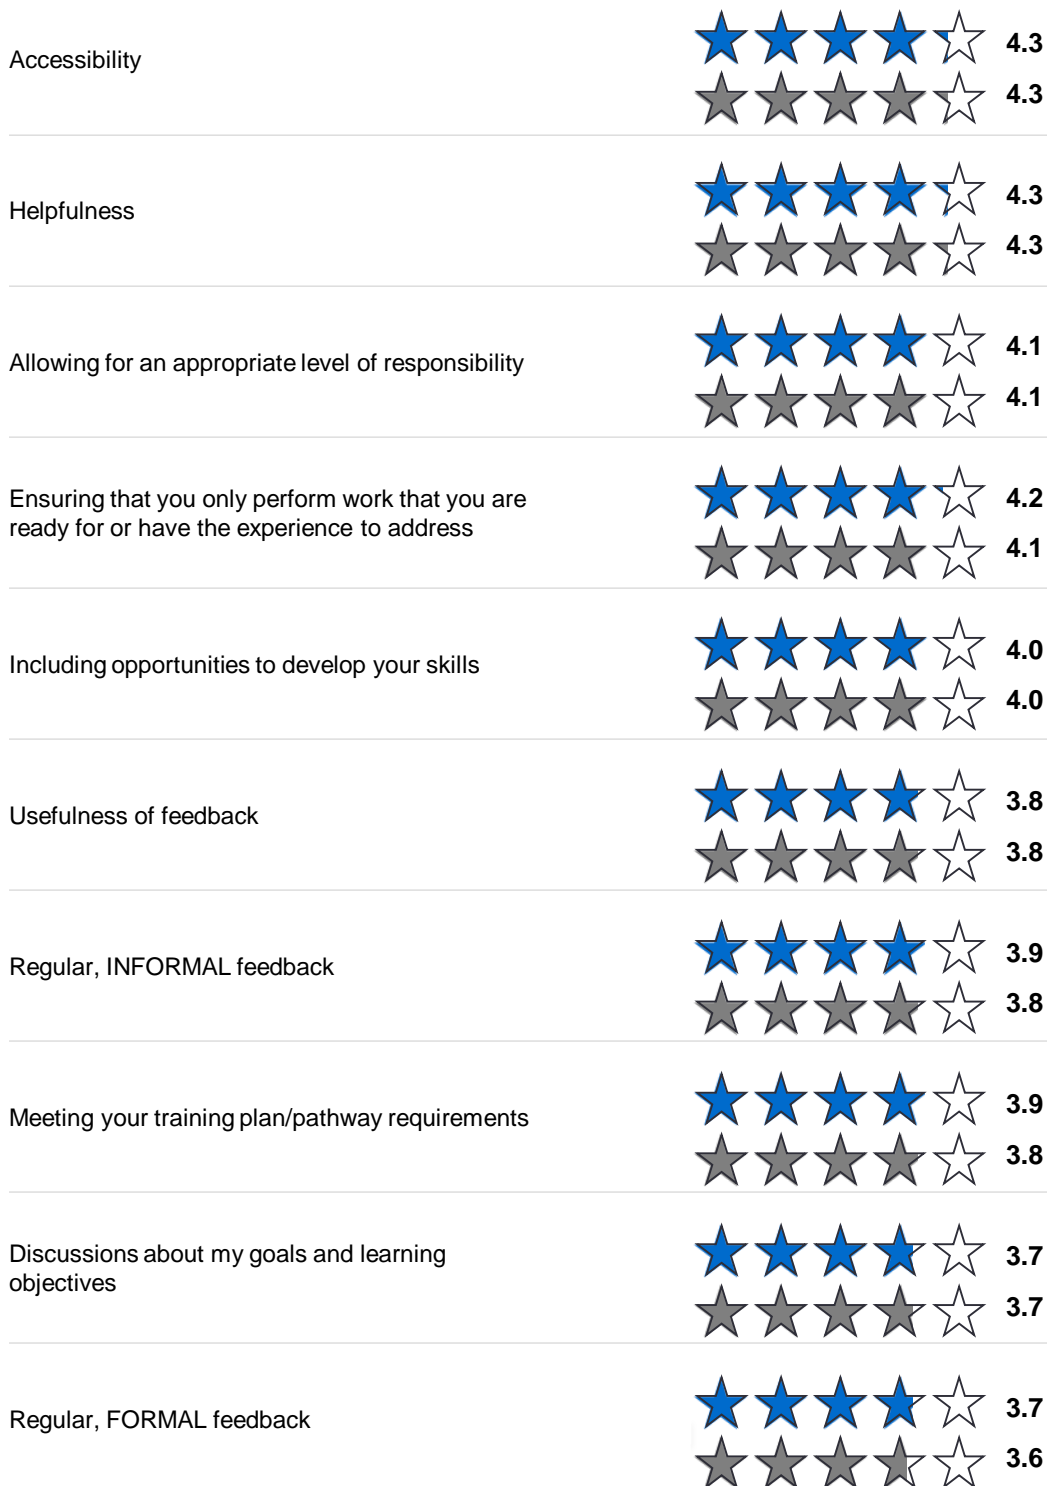 Accessibility
4.3
4.3
Helpfulness
4.3
4.3
Allowing for an appropriate level of responsibility
4.1
4.1
Ensuring that you only perform work that you are
ready for or have the experience to address
4.2
4.1
Including opportunities to develop your skills
4.0
4.0
Usefulness of feedback
3.8
3.8
Regular, INFORMAL feedback
3.9
3.8
Meeting your training plan/pathway requirements
3.9
3.8
Discussions about my goals and learning
objectives
3.7
3.7
Regular, FORMAL feedback
3.7
3.6